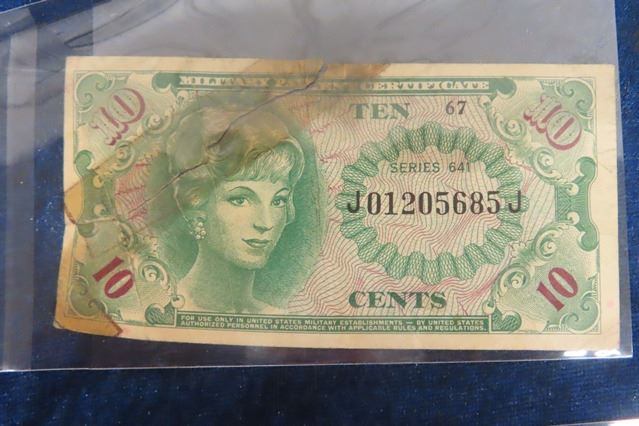 MILITARY PAYMENT CERTIFICATE
10 TEN 67 10
SERIES 641
J01205685J
10 CENTS 10
FOR USE ONLY IN UNITED STATES MILITARY ESTABLISHMENTS — BY UNITED STATES
AUTHORIZED PERSONNEL IN ACCORDANCE WITH APPLICABLE RULES AND REGULATIONS.